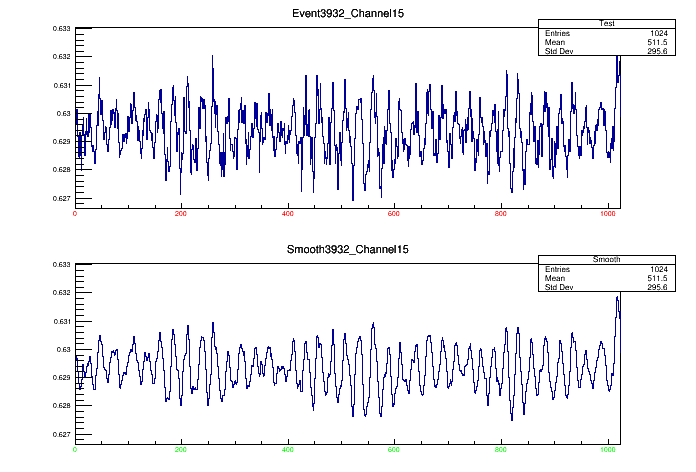 Event3932_Channel15
Test
Entries 1024
Mean 511.5
Std Dev 295.6
0.633
0.632
0.631
0.63
0.629
0.628
0.627
0 200 400 600 800 1000
Smooth3932_Channel15
Smooth
Entries 1024
Mean 511.5
Std Dev 295.6
0.633
0.632
0.631
0.63
0.629
0.628
0.627
0 200 400 600 800 1000